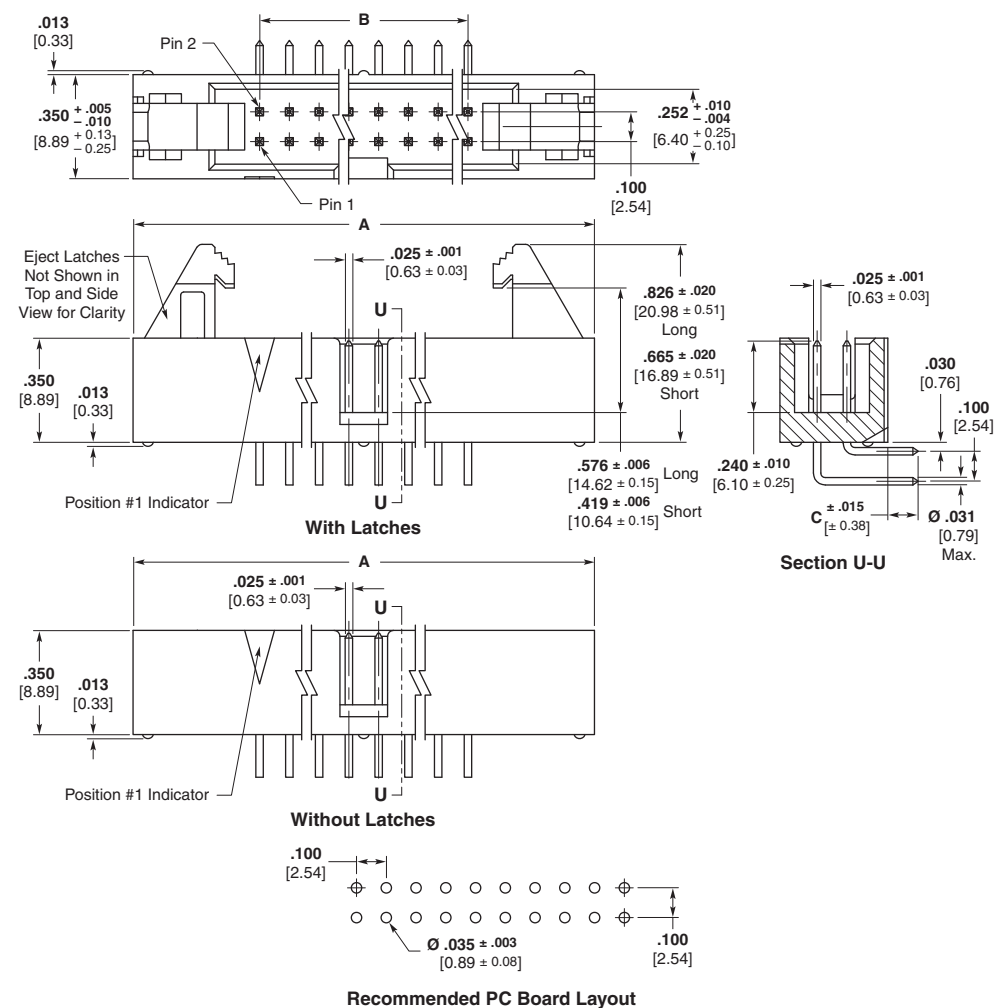 .013
[0.33]
B
Pin 2
.350 + .005 - .010
[8.89 + 0.13 - 0.25]
.252 + .010 - .004
[6.40 + 0.25 - 0.10]
.100
[2.54]
Pin 1
A
Eject Latches
Not Shown in
Top and Side
View for Clarity
.025 ± .001
[0.63 ± 0.03]
U
.826 ± .020
[20.98 ± 0.51]
Long
.665 ± .020
[16.89 ± 0.51]
Short
.350
[8.89]
.013
[0.33]
.576 ± .006
[14.62 ± 0.15] Long
.419 ± .006
[10.64 ± 0.15] Short
Position #1 Indicator
U
With Latches
.025 ± .001
[0.63 ± 0.03]
.030
[0.76]
.100
[2.54]
.240 ± .010
[6.10 ± 0.25]
C ± .015
[± 0.38]
Ø .031
[0.79]
Max.
Section U-U
A
.025 ± .001
[0.63 ± 0.03]
U
.350
[8.89]
.013
[0.33]
Position #1 Indicator
U
Without Latches
.100
[2.54]
Ø .035 ± .003
[0.89 ± 0.08]
.100
[2.54]
Recommended PC Board Layout